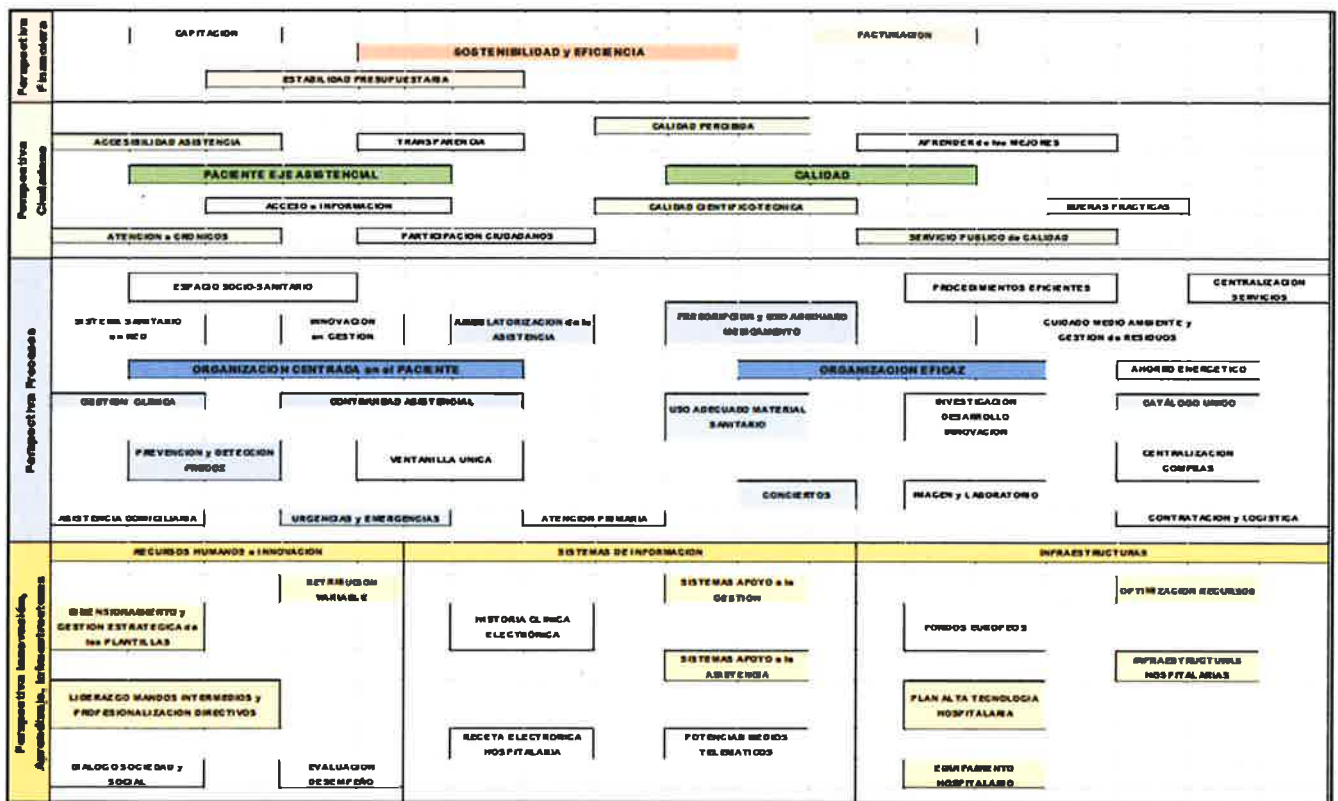 Perspectiva
Financiera
CAPITACION
FACTURACION
SOSTENIBILIDAD y EFICIENCIA
ESTABILIDAD PRESUPUESTARIA
Perspectiva
Ciudadano
CALIDAD PERCIBIDA
ACCESIBILIDAD ASISTENCIA
TRANSPARENCIA
APRENDER de los MEJORES
PACIENTE EJE ASISTENCIAL
CALIDAD
ACCESO a INFORMACION
CALIDAD CIENTIFICO-TECNICA
BUENAS PRACTICAS
ATENCION a CRONICOS
PARTICIPACION CIUDADANOS
SERVICIO PUBLICO de CALIDAD
Perspectiva Procesos
ESPACIO SOCIO-SANITARIO
PROCEDIMIENTOS EFICIENTES
CENTRALIZACION
SERVICIOS
SISTEMA SANITARIO
en RED
INNOVACION
en GESTION
AMBULATORIZACION de la
ASISTENCIA
PRESCRIPCION y USO ADECUADO
MEDICAMENTO
CUIDADO MEDIO AMBIENTE y
GESTION de RESIDUOS
ORGANIZACION CENTRADA en el PACIENTE
ORGANIZACION EFICAZ
AHORRO ENERGETICO
GESTION CLINICA
CONTINUIDAD ASISTENCIAL
USO ADECUADO MATERIAL
SANITARIO
INVESTIGACION
DESARROLLO
INNOVACION
CATÁLOGO UNICO
PREVENCION y DETECCION
PRECOZ
VENTANILLA UNICA
CENTRALIZACION
COMPRAS
CONCIERTOS
IMAGEN y LABORATORIO
ASISTENCIA DOMICILIARIA
URGENCIAS y EMERGENCIAS
ATENCION PRIMARIA
CONTRATACION y LOGISTICA
Perspectiva Innovación,
Aprendizaje, Infraestructuras
RECURSOS HUMANOS e INNOVACIÓN
SISTEMAS DE INFORMACION
INFRAESTRUCTURAS
RETRIBUCION
VARIABLE
SISTEMAS APOYO a la
GESTION
OPTIMIZACION RECURSOS
DIMENSIONAMIENTO y
GESTION ESTRATEGICA de
las PLANTILLAS
HISTORIA CLINICA
ELECTRÓNICA
FONDOS EUROPEOS
SISTEMAS APOYO a la
ASISTENCIA
INFRAESTRUCTURAS
HOSPITALARIAS
LIDERAZGO MANDOS INTERMEDIOS y
PROFESIONALIZACION DIRECTIVOS
PLAN ALTA TECNOLOGIA
HOSPITALARIA
RECETA ELECTRONICA
HOSPITALARIA
POTENCIAR MEDIOS
TELEMATICOS
DIALOGO SOCIEDAD y
SOCIAL
EVALUACION
DESEMPEÑO
EQUIPAMIENTO
HOSPITALARIO